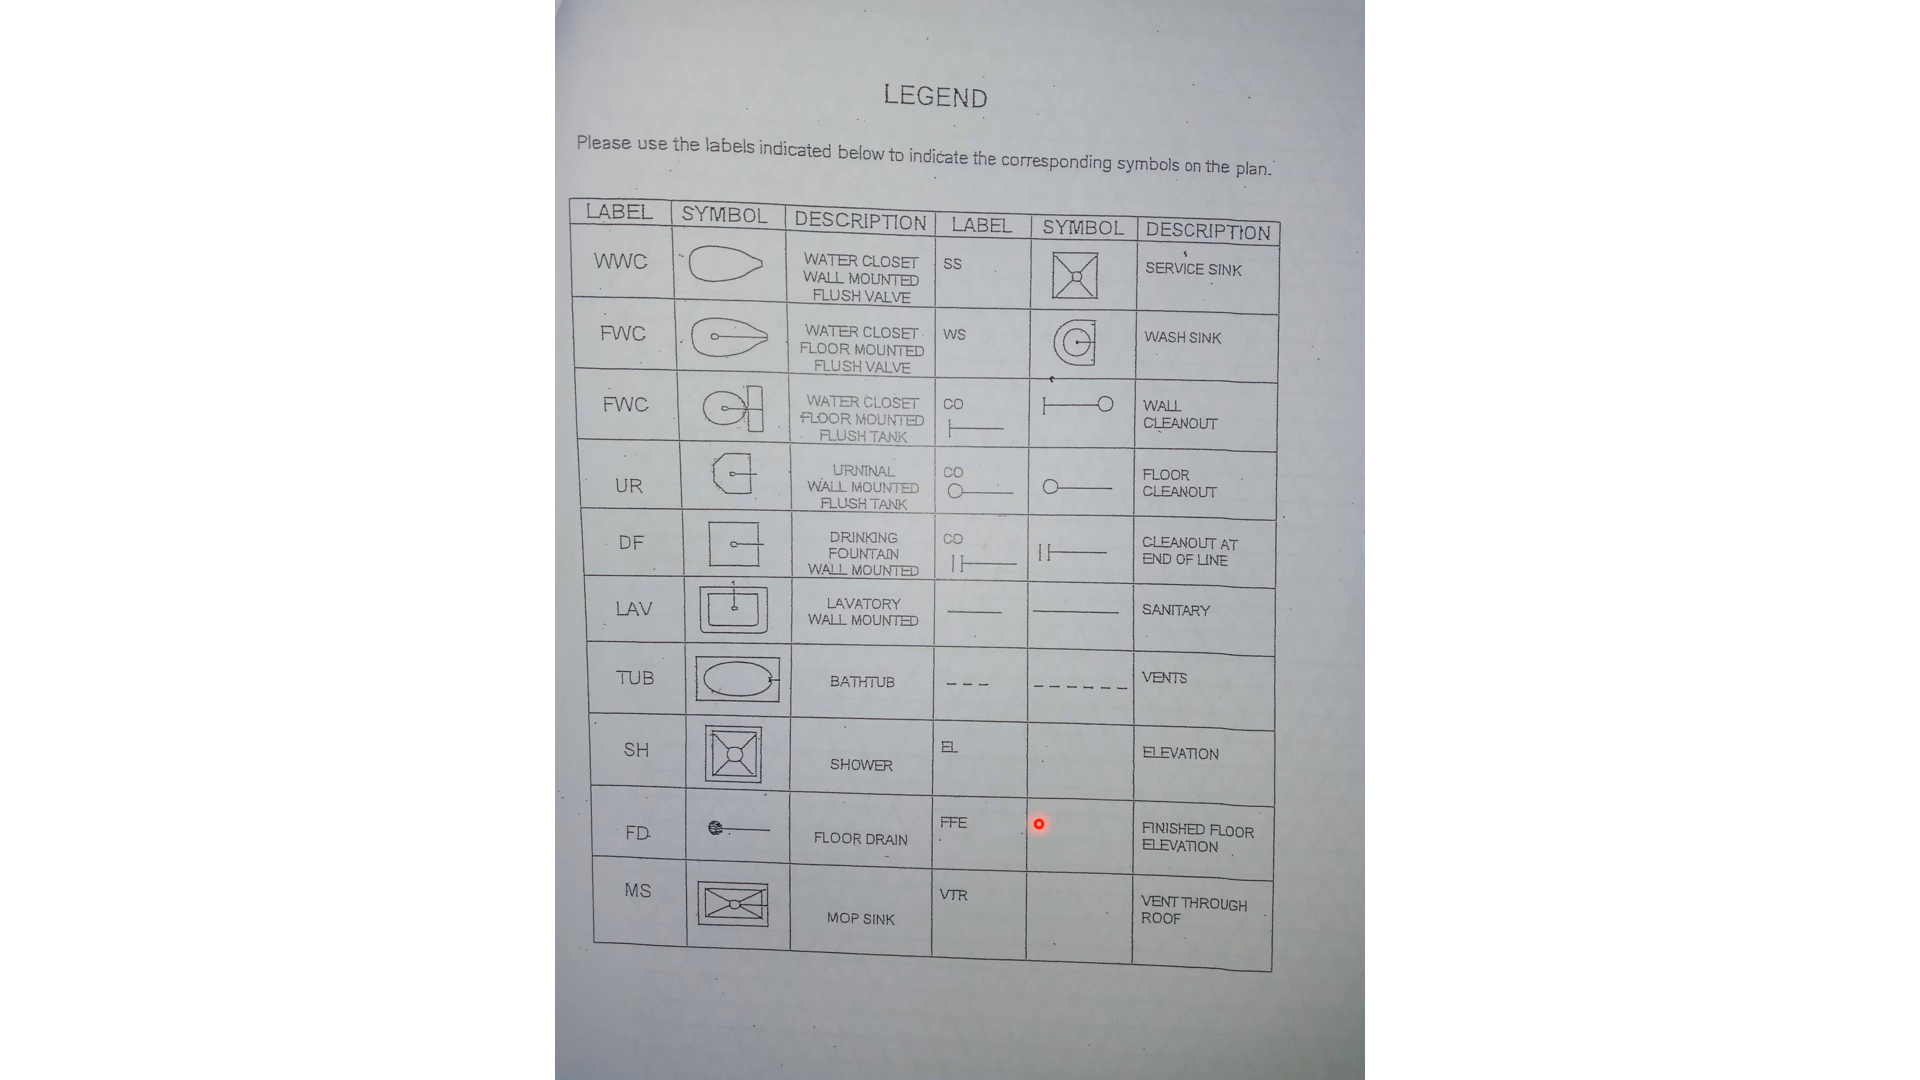 LEGEND
Please use the labels indicated below to indicate the corresponding symbols on the plan.
LABEL SYMBOL DESCRIPTION LABEL SYMBOL DESCRIPTION
WWC WATER CLOSET WALL MOUNTED FLUSH VALVE SS SERVICE SINK
FWC WATER CLOSET FLOOR MOUNTED FLUSH VALVE WS WASH SINK
FWC WATER CLOSET FLOOR MOUNTED FLUSH TANK CO WALL CLEANOUT
UR URNINAL WALL MOUNTED FLUSH TANK CO FLOOR CLEANOUT
DF DRINKING FOUNTAIN WALL MOUNTED CO CLEANOUT AT END OF LINE
LAV LAVATORY WALL MOUNTED SANITARY
TUB BATHTUB VENTS
SH SHOWER EL ELEVATION
FD FLOOR DRAIN FFE FINISHED FLOOR ELEVATION
MS MOP SINK VTR VENT THROUGH ROOF